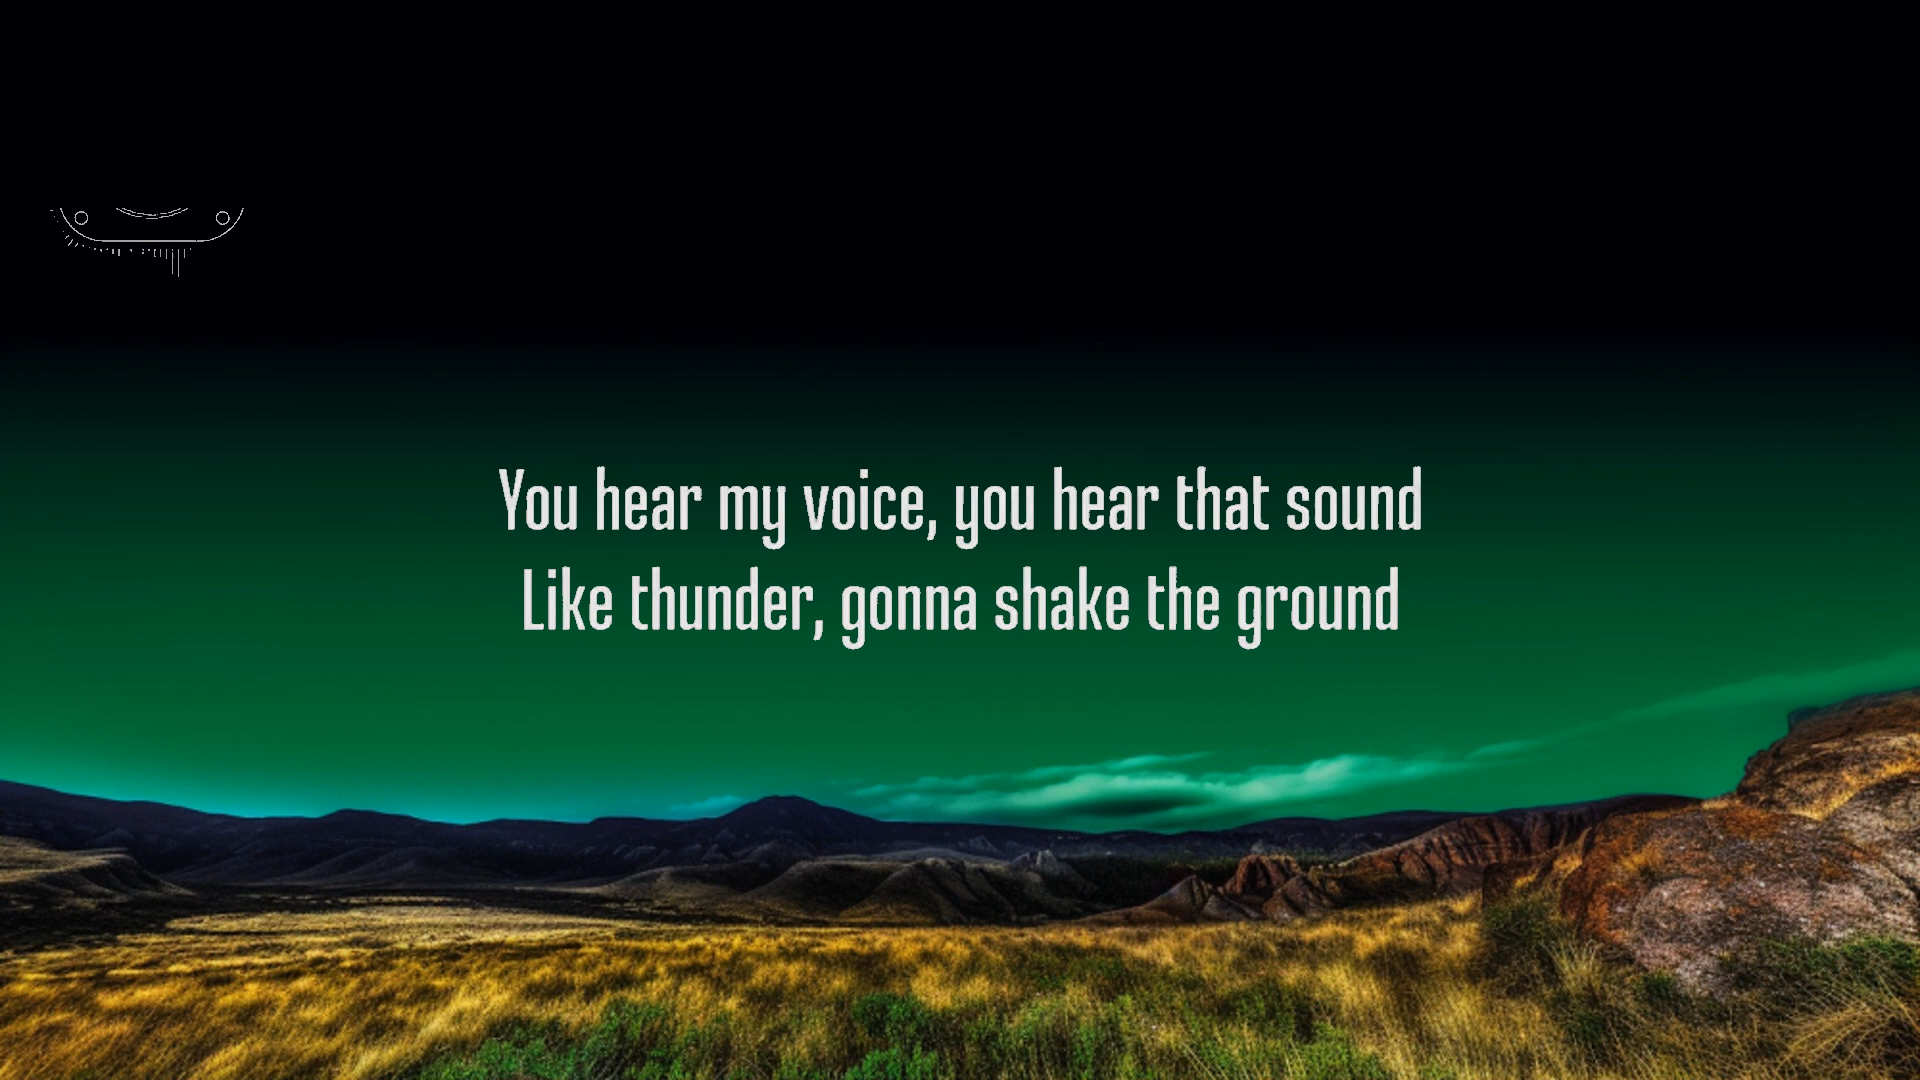 You hear my voice, you hear that sound
Like thunder, gonna shake the ground